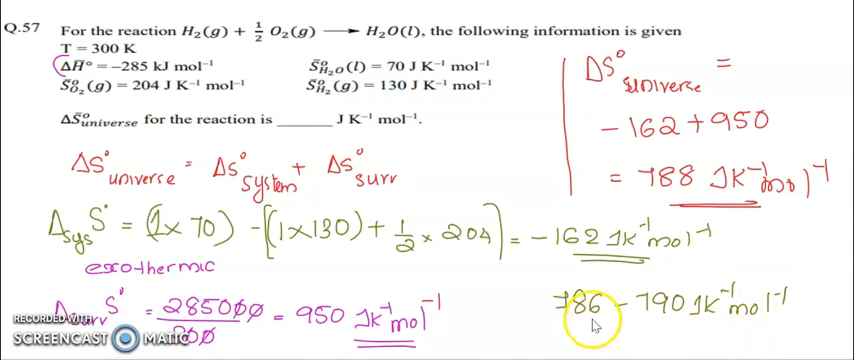 Q.57 For the reaction H₂(g) + ½ O₂(g) ⟶ H₂O(l), the following information is given
T = 300 K
ΔH̄° = −285 kJ mol⁻¹ S̄°H₂O(l) = 70 J K⁻¹ mol⁻¹
S̄°O₂(g) = 204 J K⁻¹ mol⁻¹ S̄°H₂(g) = 130 J K⁻¹ mol⁻¹
ΔS̄°universe for the reaction is ______ J K⁻¹ mol⁻¹.
ΔS°universe =
−162 + 950
= 788 JK⁻¹mol⁻¹
ΔS°universe = ΔS°system + ΔS°surr
Δsys S° = (1×70) − [(1×130) + ½ × 204] = −162 JK⁻¹mol⁻¹
exothermic
Δsurr S° = 285000/300 = 950 JK⁻¹mol⁻¹
786 − 790 JK⁻¹mol⁻¹
RECORDED WITH
SCREENCAST MATIC